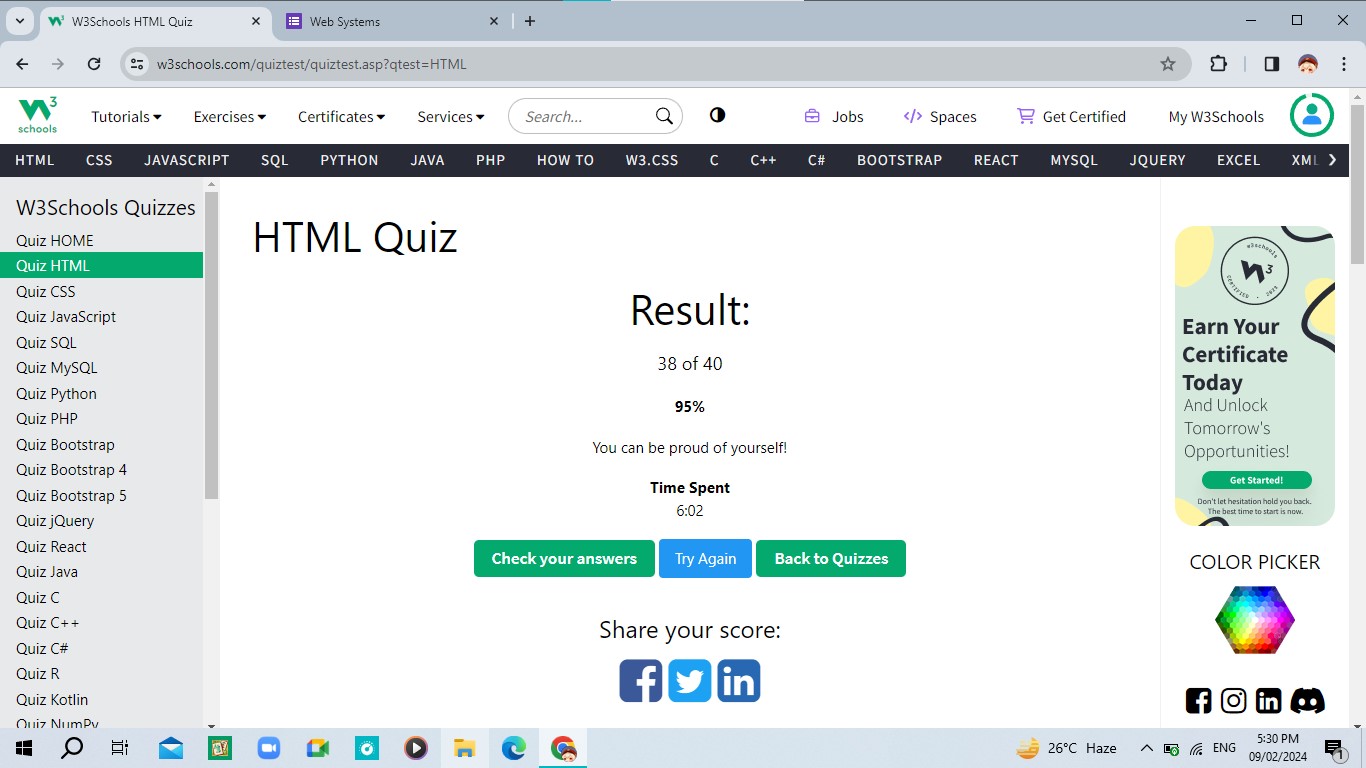 W3Schools HTML Quiz
Web Systems
w3schools.com/quiztest/quiztest.asp?qtest=HTML
W3 schools
Tutorials
Exercises
Certificates
Services
Search...
Jobs
Spaces
Get Certified
My W3Schools
HTML CSS JAVASCRIPT SQL PYTHON JAVA PHP HOW TO W3.CSS C C++ C# BOOTSTRAP REACT MYSQL JQUERY EXCEL XML
W3Schools Quizzes
Quiz HOME
Quiz HTML
Quiz CSS
Quiz JavaScript
Quiz SQL
Quiz MySQL
Quiz Python
Quiz PHP
Quiz Bootstrap
Quiz Bootstrap 4
Quiz Bootstrap 5
Quiz jQuery
Quiz React
Quiz Java
Quiz C
Quiz C++
Quiz C#
Quiz R
Quiz Kotlin
Quiz NumPy
HTML Quiz
Result:
38 of 40
95%
You can be proud of yourself!
Time Spent
6:02
Check your answers
Try Again
Back to Quizzes
Share your score:
w3schools
W3
CERTIFIED
Earn Your
Certificate
Today
And Unlock
Tomorrow's
Opportunities!
Get Started!
Don't let hesitation hold you back.
The best time to start is now.
COLOR PICKER
26°C Haze
ENG
5:30 PM
09/02/2024
1